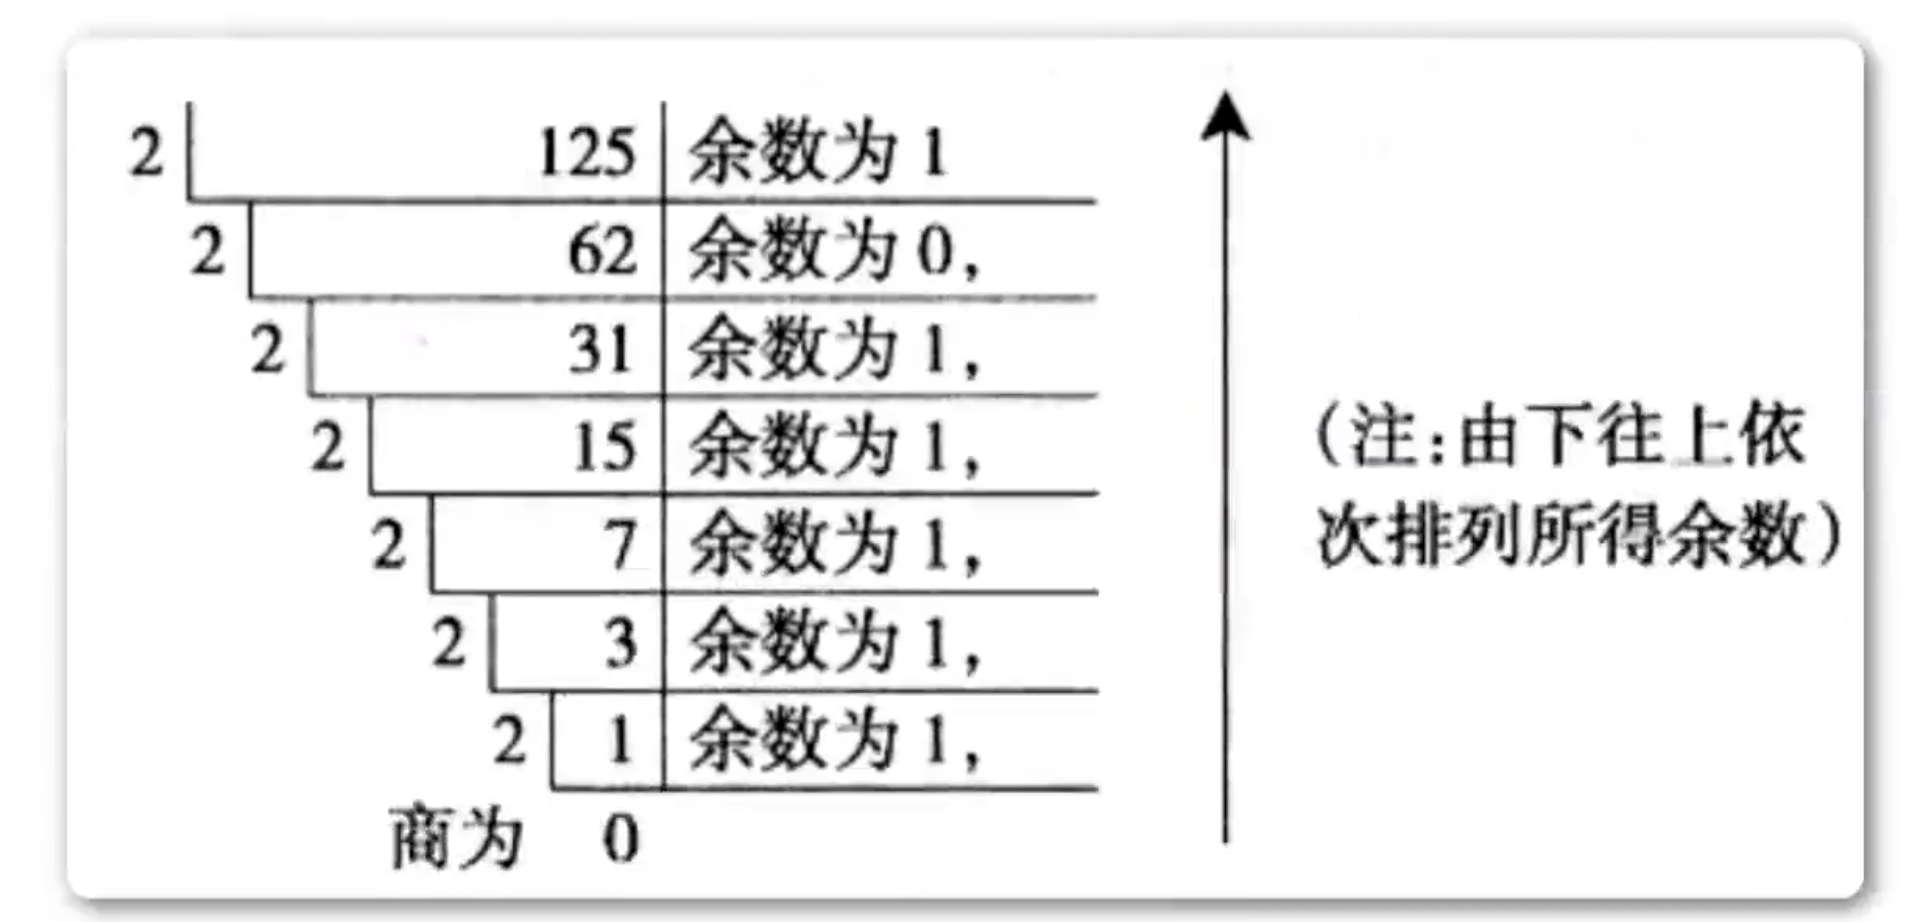 2 125 余数为 1
2 62 余数为 0,
2 31 余数为 1,
2 15 余数为 1,
2 7 余数为 1,
2 3 余数为 1,
2 1 余数为 1,
商为 0
(注:由下往上依
次排列所得余数)